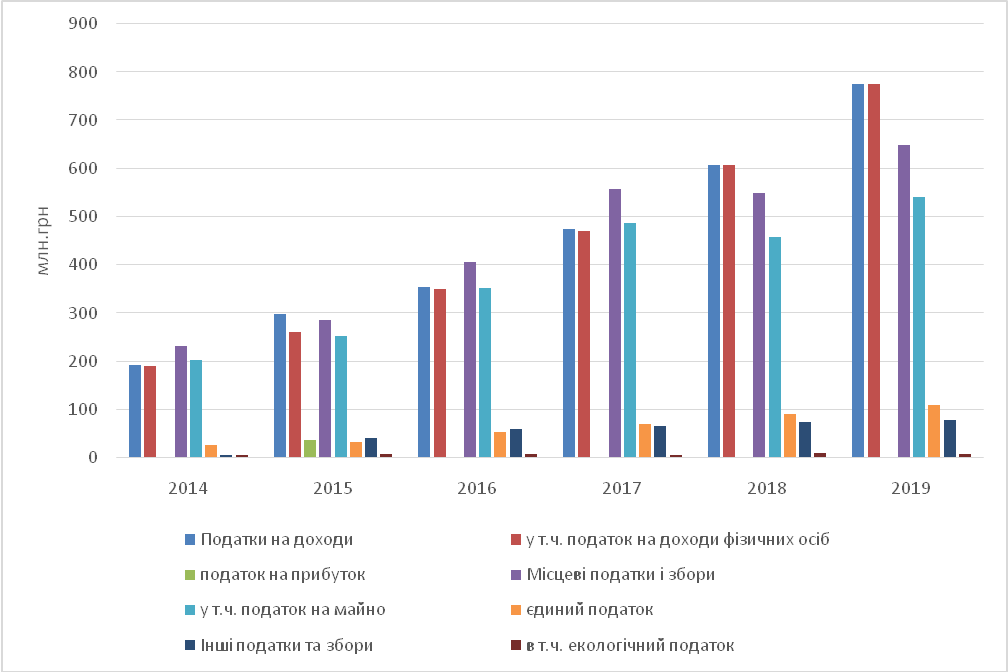 900
800
700
600
500
400
300
200
100
0
млн.грн
2014 2015 2016 2017 2018 2019
Податки на доходи у т.ч. податок на доходи фізичних осіб
податок на прибуток Місцеві податки і збори
у т.ч. податок на майно єдиний податок
Інші податки та збори в т.ч. екологічний податок